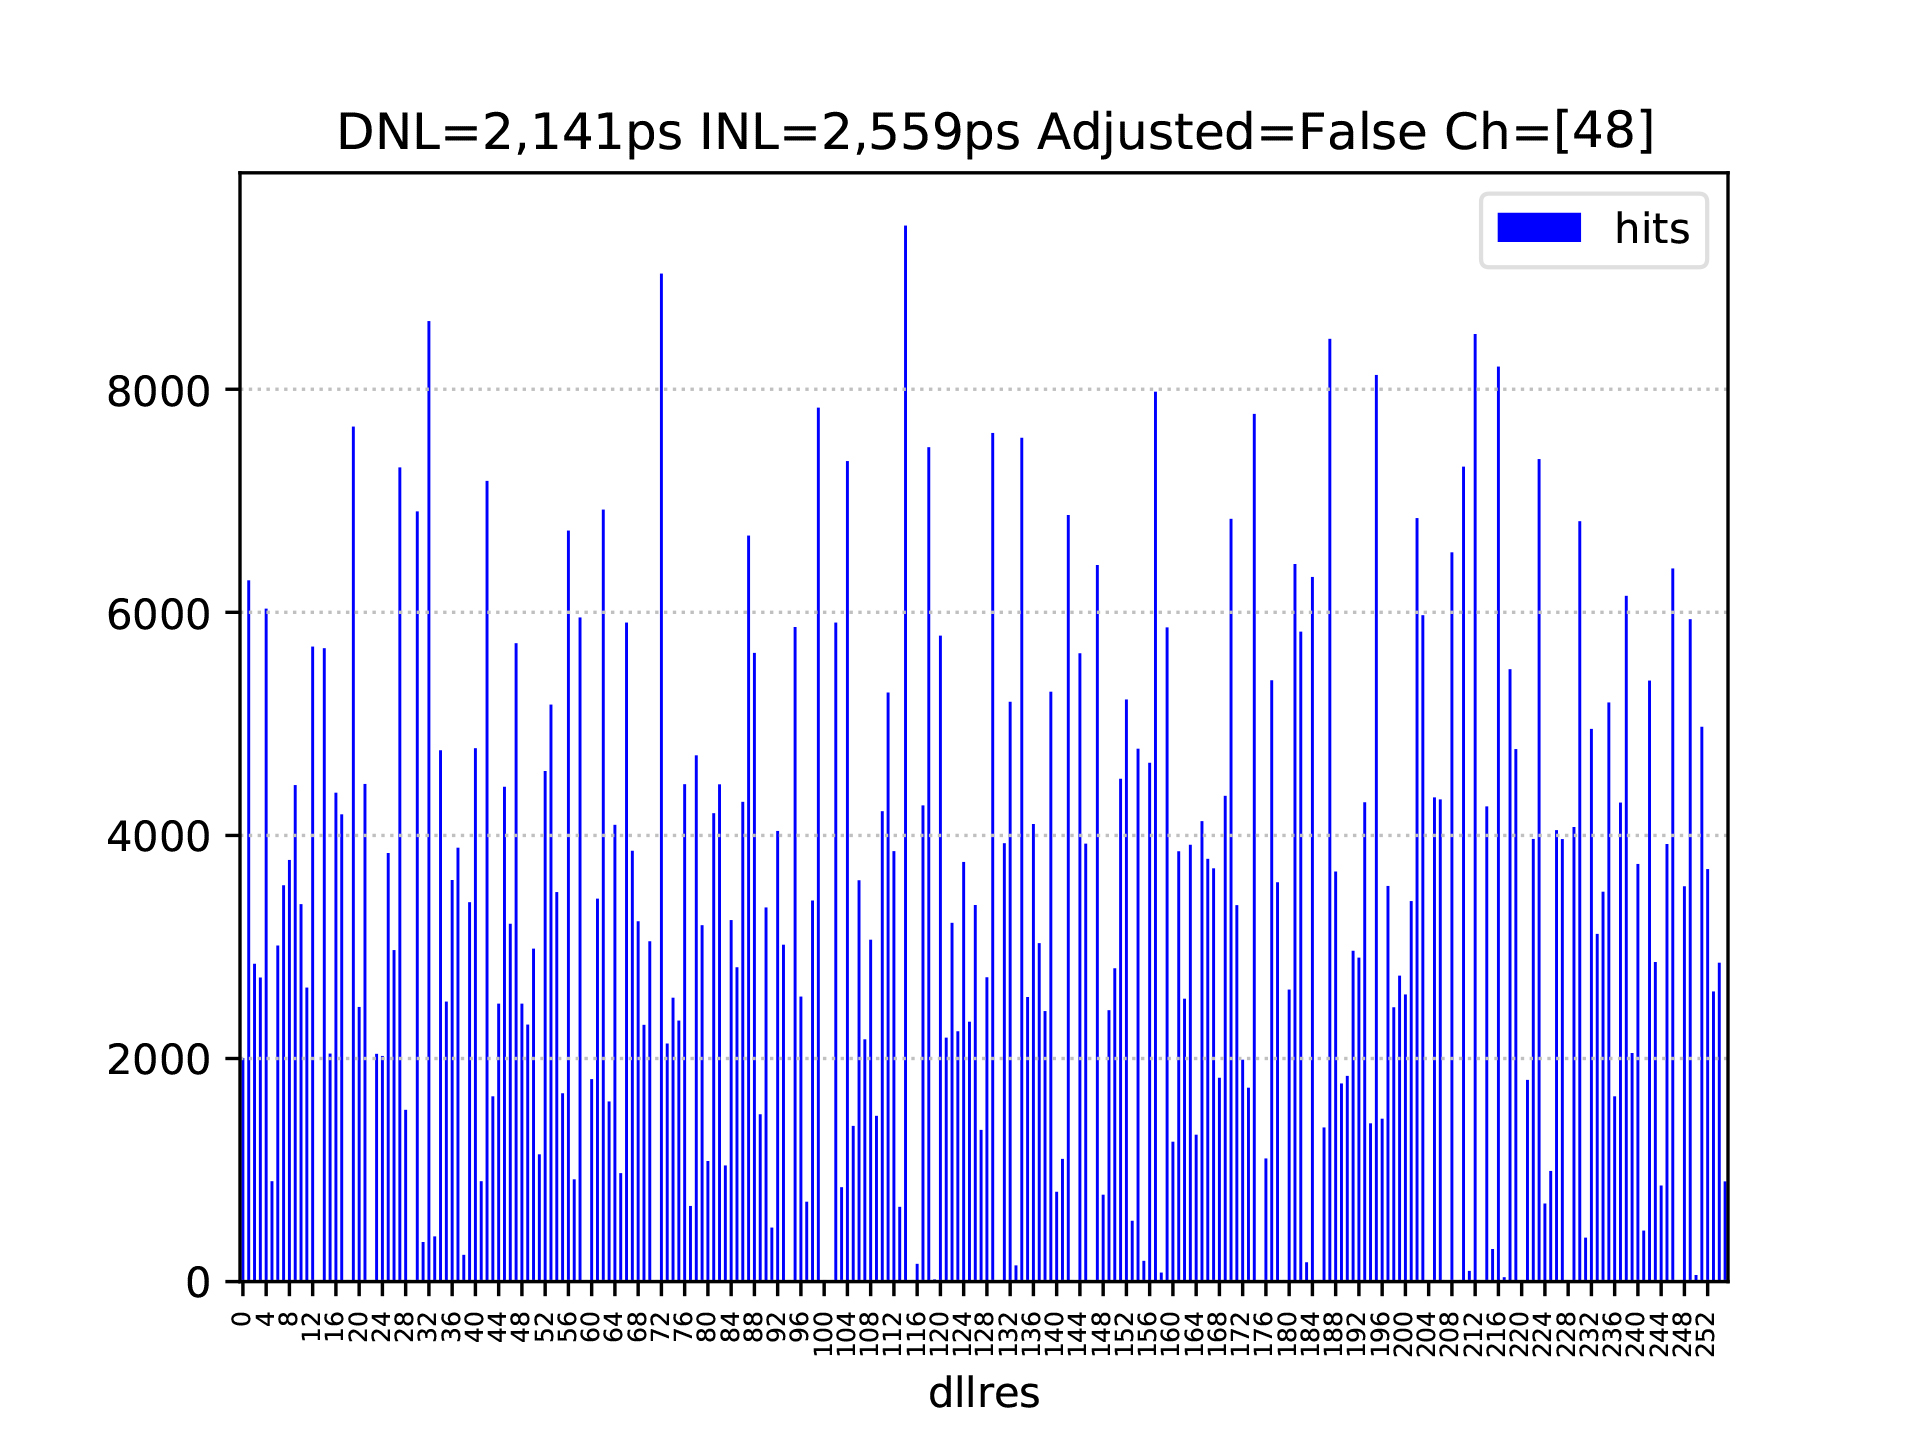 DNL=2,141ps INL=2,559ps Adjusted=False Ch=[48]
hits
8000
6000
4000
2000
0
0 4 8 12 16 20 24 28 32 36 40 44 48 52 56 60 64 68 72 76 80 84 88 92 96 100 104 108 112 116 120 124 128 132 136 140 144 148 152 156 160 164 168 172 176 180 184 188 192 196 200 204 208 212 216 220 224 228 232 236 240 244 248 252
dllres